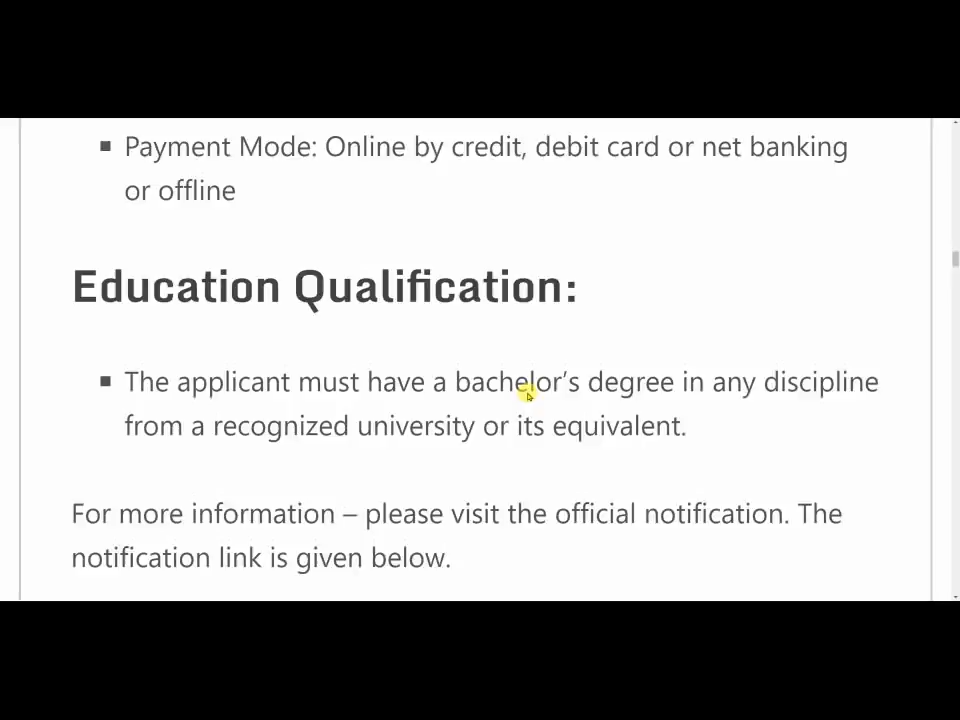 ▪ Payment Mode: Online by credit, debit card or net banking
or offline
Education Qualification:
▪ The applicant must have a bachelor’s degree in any discipline
from a recognized university or its equivalent.
For more information – please visit the official notification. The
notification link is given below.